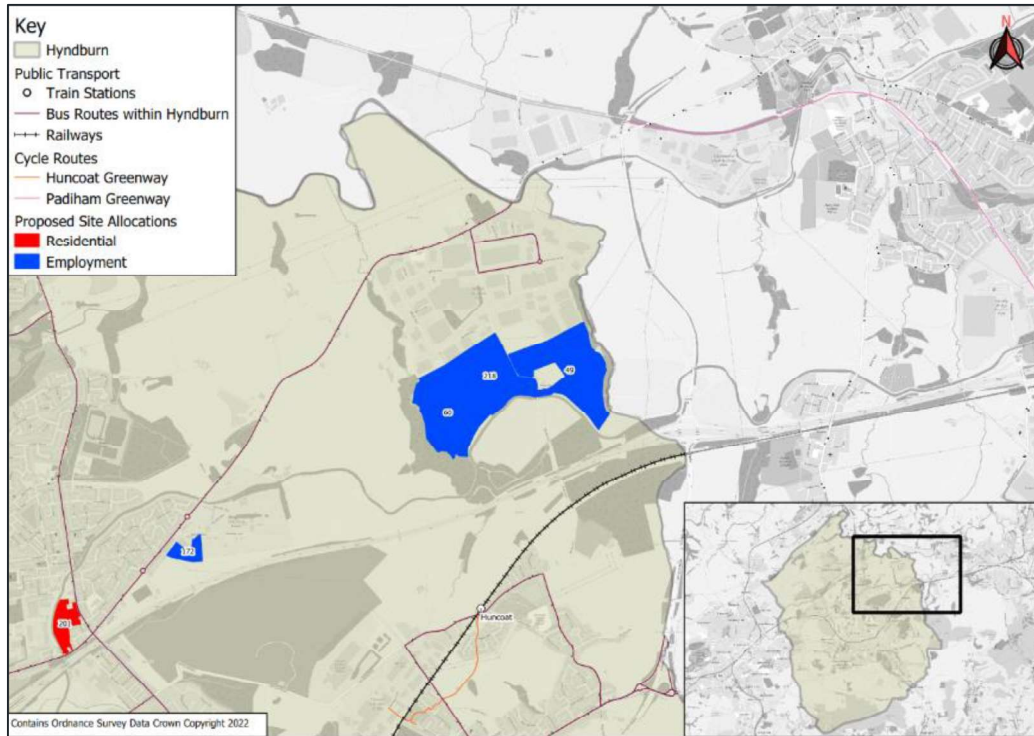 Key
Hyndburn
Public Transport
Train Stations
Bus Routes within Hyndburn
Railways
Cycle Routes
Huncoat Greenway
Padiham Greenway
Proposed Site Allocations
Residential
Employment
N
218
49
60
172
203
Huncoat
Contains Ordnance Survey Data Crown Copyright 2022